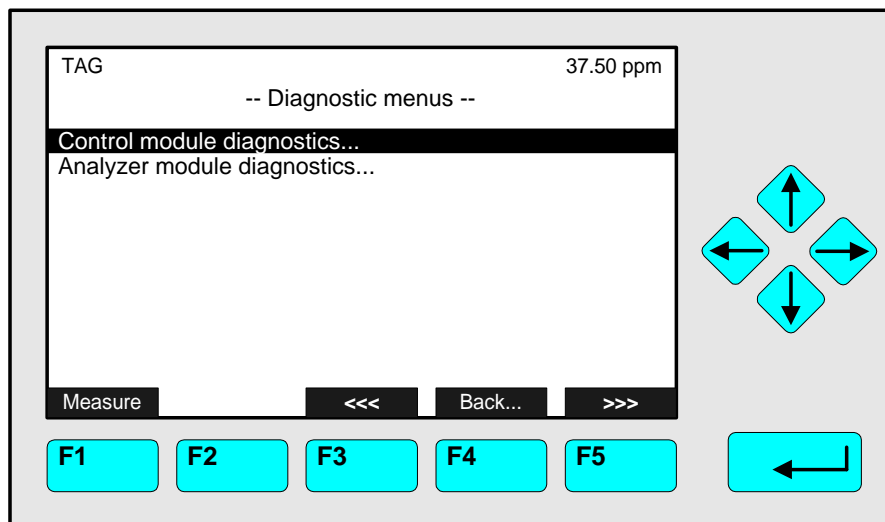 TAG 37.50 ppm
-- Diagnostic menus --
Control module diagnostics...
Analyzer module diagnostics...
Measure <<< Back... >>>
F1 F2 F3 F4 F5